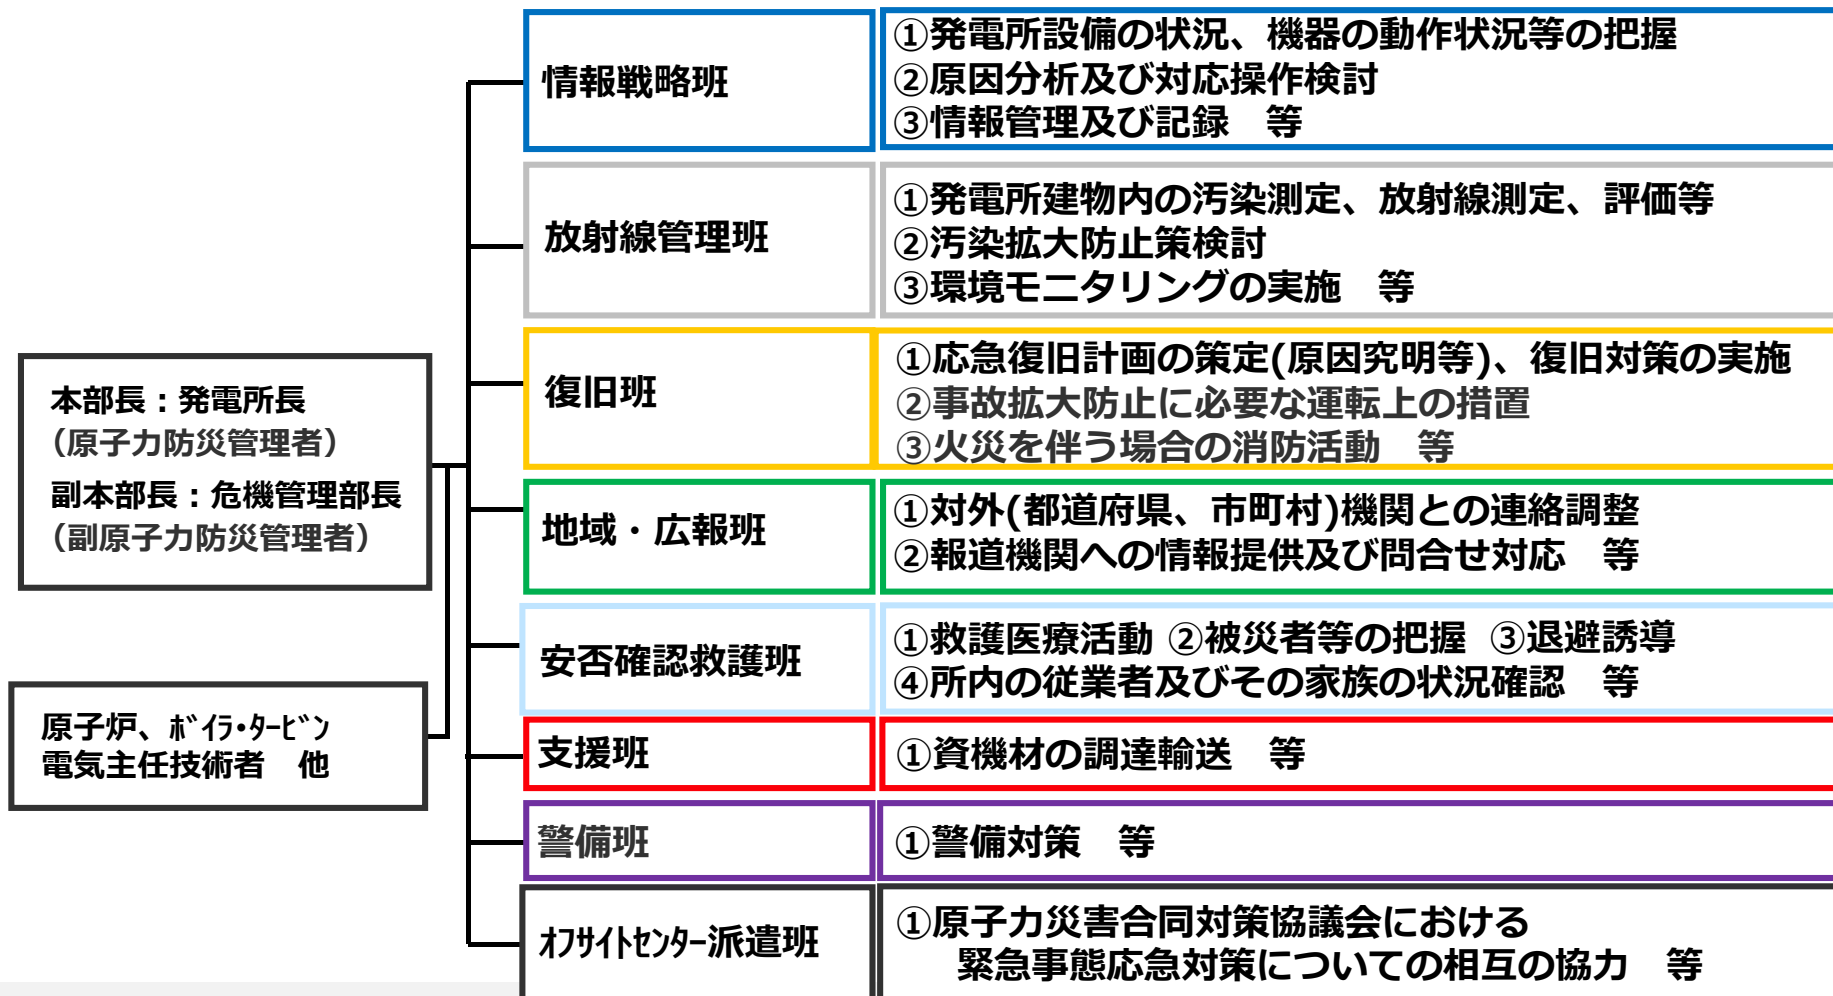 本部長：発電所長
（原子力防災管理者）
副本部長：危機管理部長
（副原子力防災管理者）
原子炉、ﾎﾞｲﾗ･ﾀｰﾋﾞﾝ
電気主任技術者　他
情報戦略班
①発電所設備の状況、機器の動作状況等の把握
②原因分析及び対応操作検討
③情報管理及び記録　等
放射線管理班
①発電所建物内の汚染測定、放射線測定、評価等
②汚染拡大防止策検討
③環境モニタリングの実施　等
復旧班
①応急復旧計画の策定(原因究明等)、復旧対策の実施
②事故拡大防止に必要な運転上の措置
③火災を伴う場合の消防活動　等
地域・広報班
①対外(都道府県、市町村)機関との連絡調整
②報道機関への情報提供及び問合せ対応　等
安否確認救護班
①救護医療活動 ②被災者等の把握 ③退避誘導
④所内の従業者及びその家族の状況確認　等
支援班
①資機材の調達輸送　等
警備班
①警備対策　等
ｵﾌｻｲﾄｾﾝﾀｰ派遣班
①原子力災害合同対策協議会における
緊急事態応急対策についての相互の協力　等